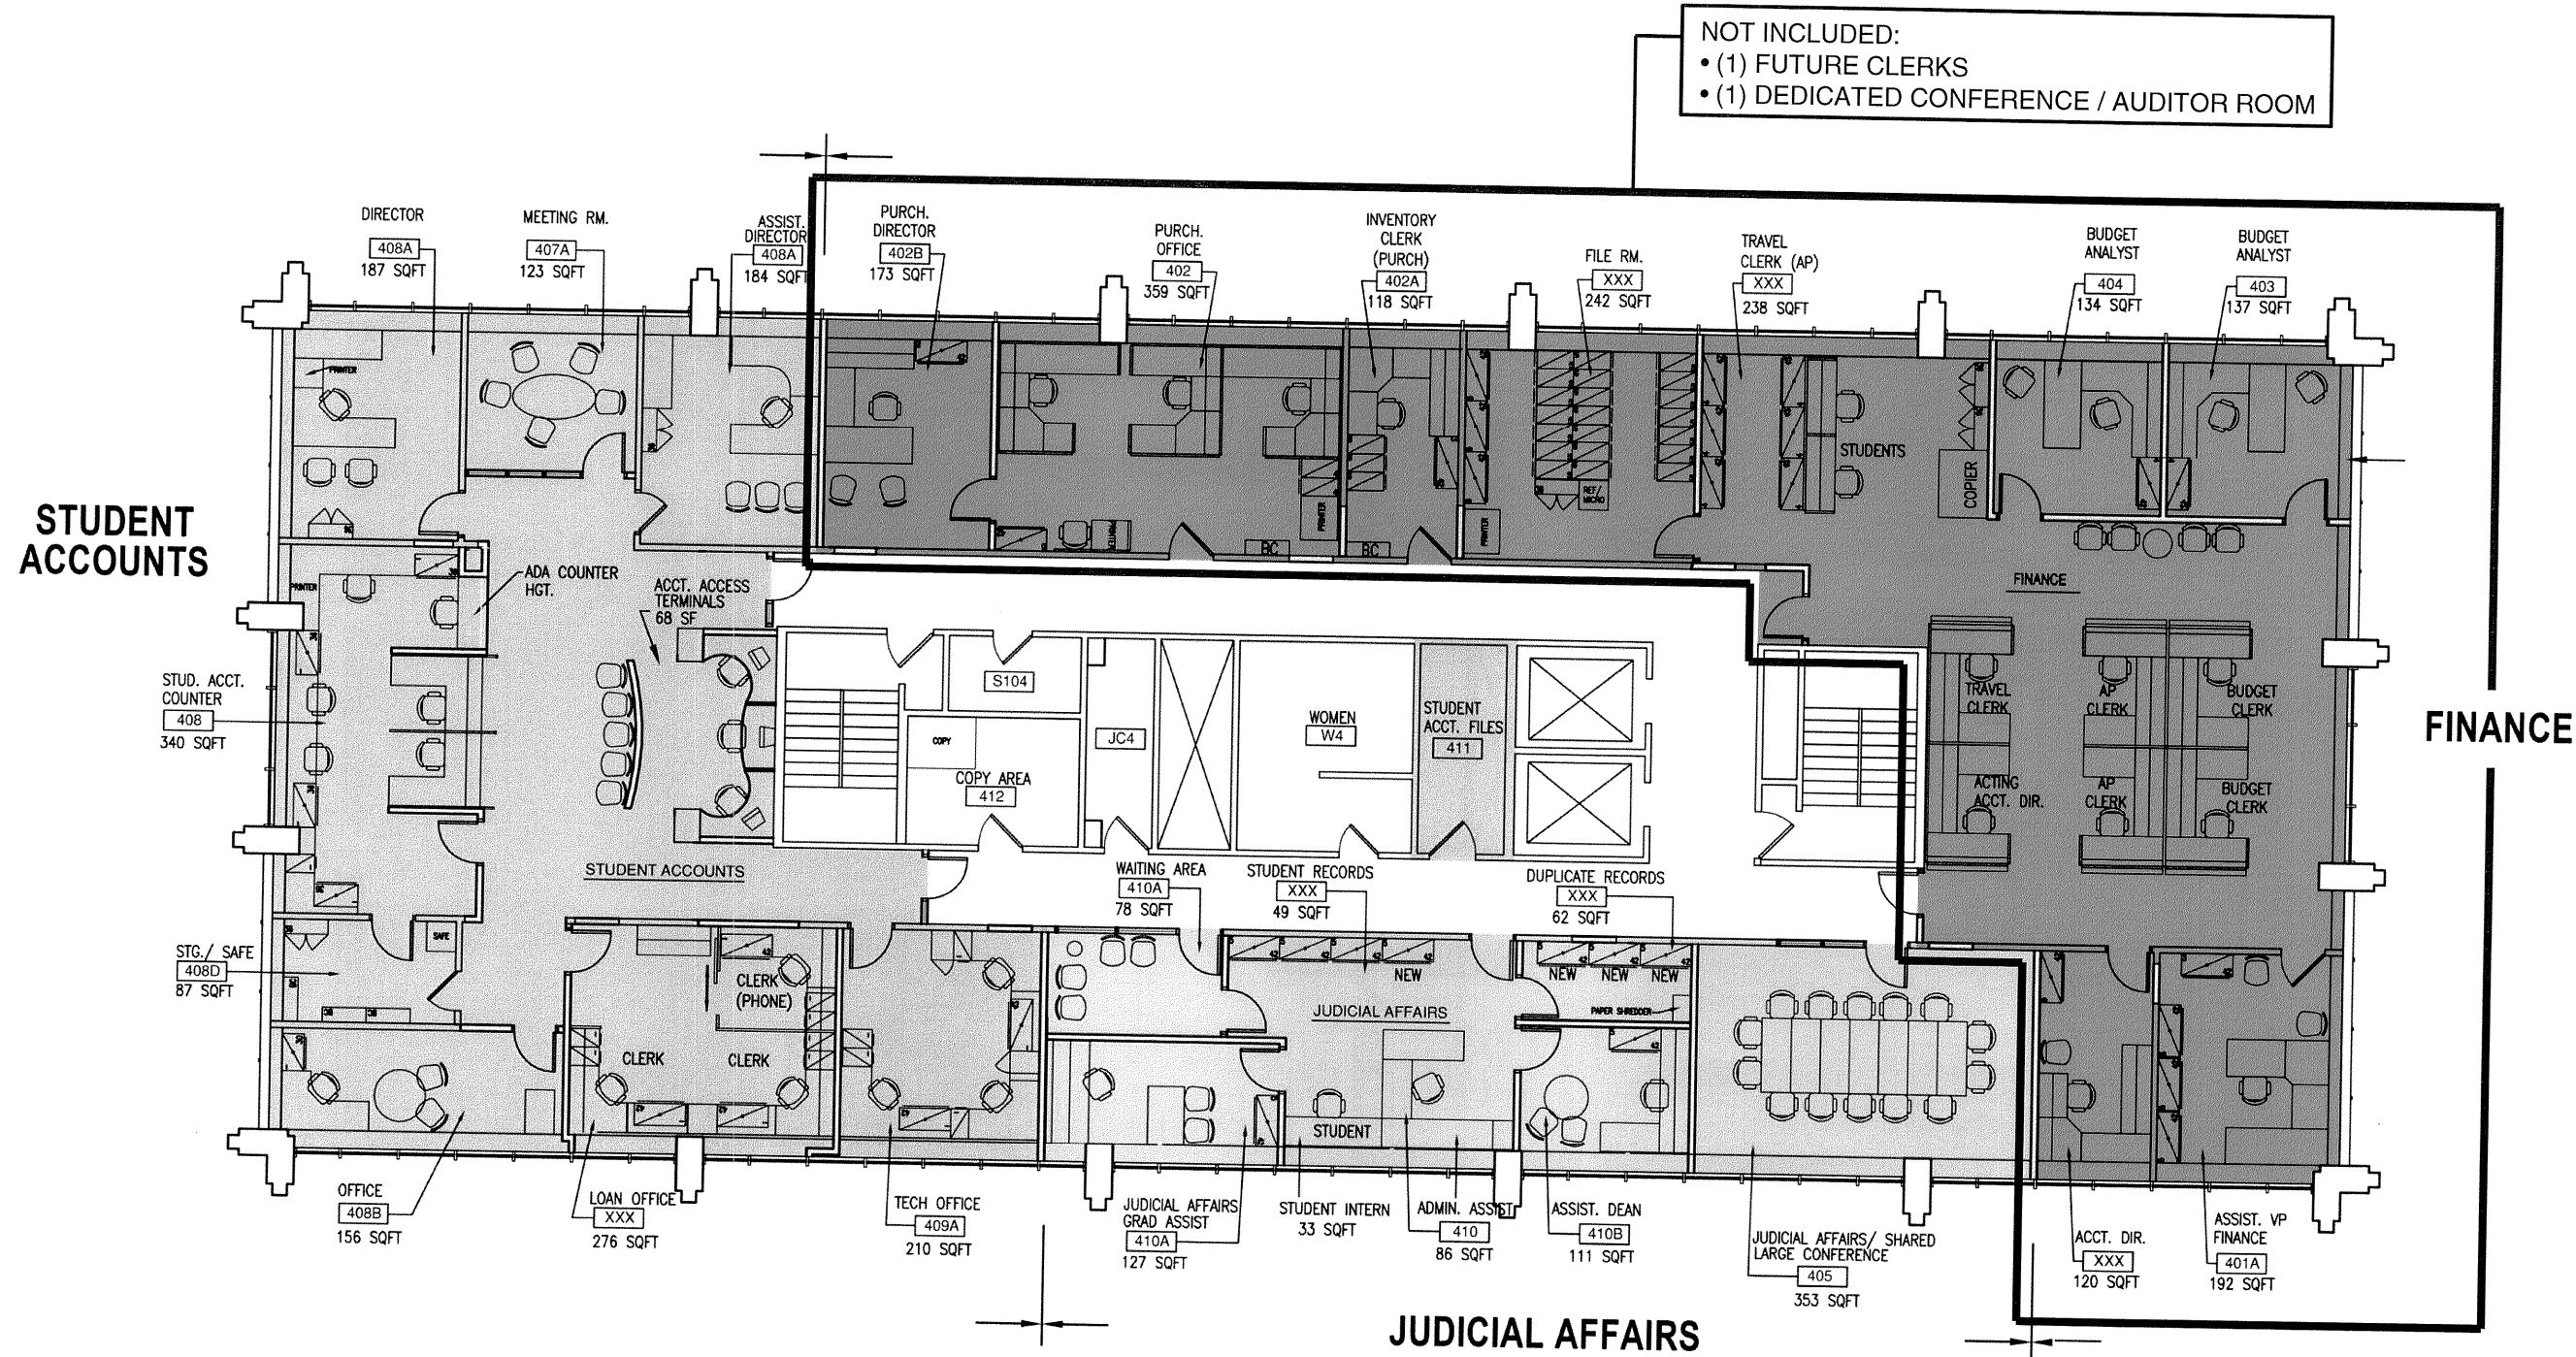 NOT INCLUDED:
• (1) FUTURE CLERKS
• (1) DEDICATED CONFERENCE / AUDITOR ROOM
DIRECTOR
408A
187 SQFT
MEETING RM.
407A
123 SQFT
ASSIST.
DIRECTOR
408A
184 SQFT
PURCH.
DIRECTOR
402B
173 SQFT
PURCH.
OFFICE
402
359 SQFT
INVENTORY
CLERK
(PURCH)
402A
118 SQFT
FILE RM.
XXX
242 SQFT
TRAVEL
CLERK (AP)
XXX
238 SQFT
BUDGET
ANALYST
404
134 SQFT
BUDGET
ANALYST
403
137 SQFT
PRINTER
STUDENTS
COPIER
REF/
MICRO
PRINTER
PRINTER
PRINTER
BC
BC
STUDENT
ACCOUNTS
PRINTER
ADA COUNTER
HGT.
ACCT. ACCESS
TERMINALS
68 SF
FINANCE
STUD. ACCT.
COUNTER
408
340 SQFT
S104
COPY
COPY AREA
412
JC4
WOMEN
W4
STUDENT
ACCT. FILES
411
TRAVEL
CLERK
AP
CLERK
BUDGET
CLERK
ACTING
ACCT. DIR.
AP
CLERK
BUDGET
CLERK
FINANCE
STUDENT ACCOUNTS
WAITING AREA
410A
78 SQFT
STUDENT RECORDS
XXX
49 SQFT
DUPLICATE RECORDS
XXX
62 SQFT
STG./ SAFE
408D
87 SQFT
SAFE
BC
BC
CLERK
(PHONE)
CLERK
CLERK
NEW
NEW
NEW
NEW
PAPER SHREDDER
JUDICIAL AFFAIRS
STUDENT
OFFICE
408B
156 SQFT
LOAN OFFICE
XXX
276 SQFT
TECH OFFICE
409A
210 SQFT
JUDICIAL AFFAIRS
GRAD ASSIST
410A
127 SQFT
STUDENT INTERN
33 SQFT
ADMIN. ASSIST
410
86 SQFT
ASSIST. DEAN
410B
111 SQFT
JUDICIAL AFFAIRS/ SHARED
LARGE CONFERENCE
405
353 SQFT
ACCT. DIR.
XXX
120 SQFT
ASSIST. VP
FINANCE
401A
192 SQFT
JUDICIAL AFFAIRS